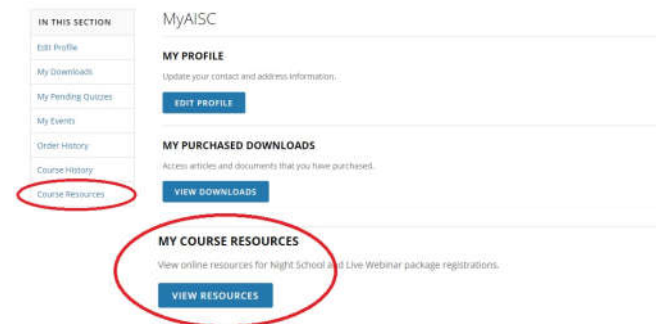 IN THIS SECTION
Edit Profile
My Downloads
My Pending Quizzes
My Events
Order History
Course History
Course Resources
MyAISC
MY PROFILE
Update your contact and address information.
EDIT PROFILE
MY PURCHASED DOWNLOADS
Access articles and documents that you have purchased.
VIEW DOWNLOADS
MY COURSE RESOURCES
View online resources for Night School and Live Webinar package registrations.
VIEW RESOURCES